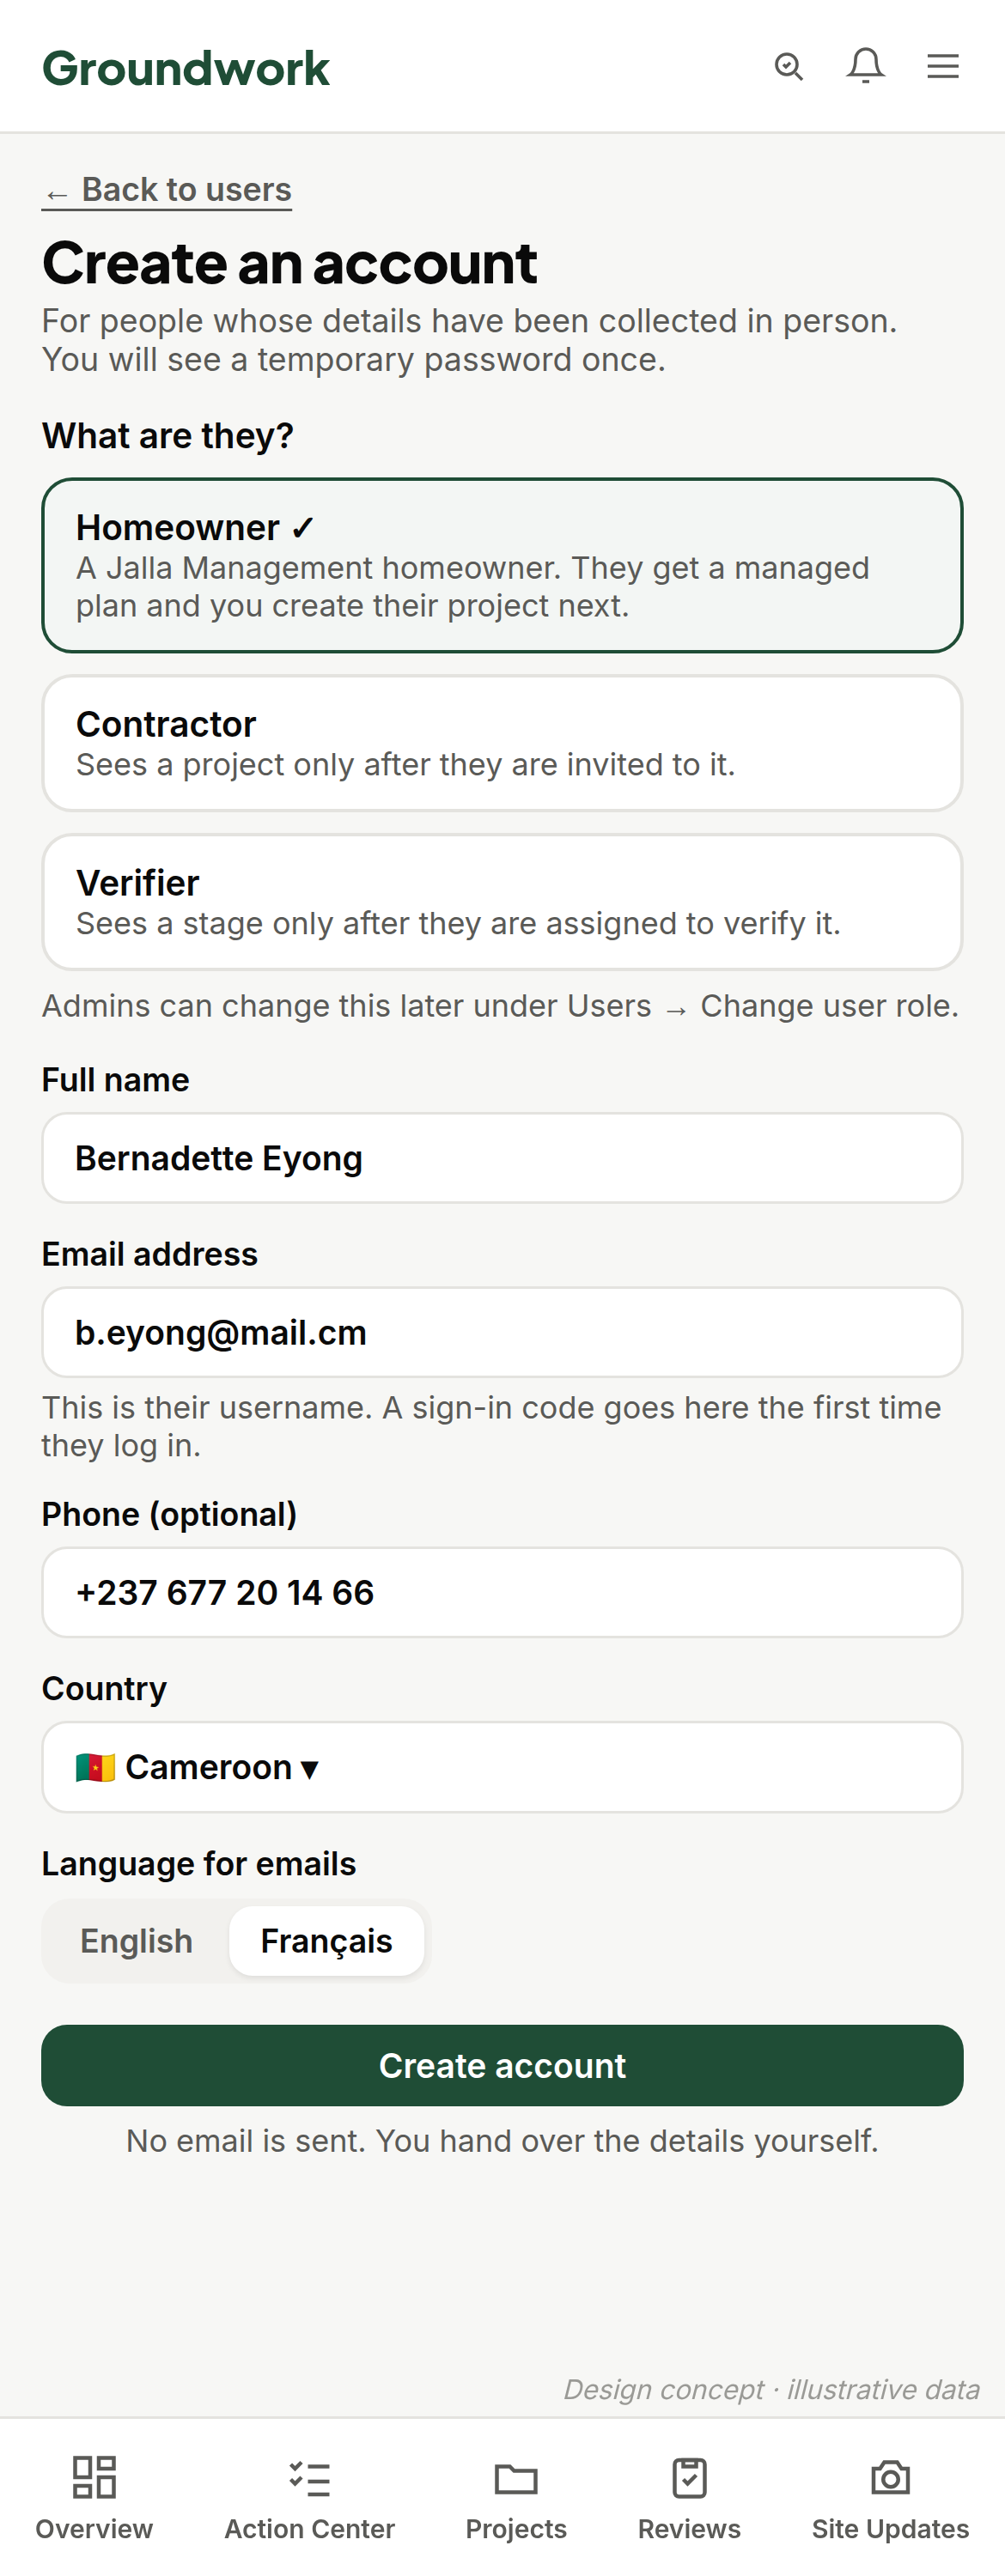 Groundwork
← Back to users
Create an account
For people whose details have been collected in person.
You will see a temporary password once.
What are they?
Homeowner ✓
A Jalla Management homeowner. They get a managed
plan and you create their project next.
Contractor
Sees a project only after they are invited to it.
Verifier
Sees a stage only after they are assigned to verify it.
Admins can change this later under Users → Change user role.
Full name
Bernadette Eyong
Email address
b.eyong@mail.cm
This is their username. A sign-in code goes here the first time
they log in.
Phone (optional)
+237 677 20 14 66
Country
🇨🇲 Cameroon ▾
Language for emails
English Français
Create account
No email is sent. You hand over the details yourself.
Design concept · illustrative data
Overview Action Center Projects Reviews Site Updates